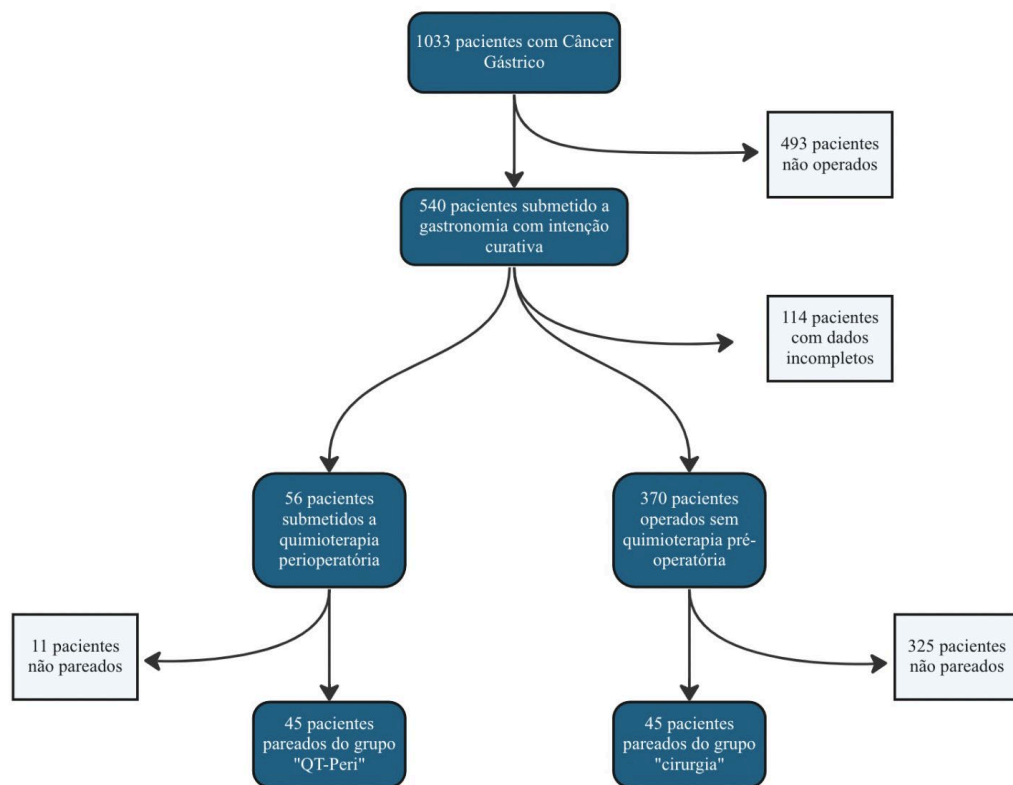 1033 pacientes com Câncer
Gástrico
493 pacientes
não operados
540 pacientes submetido a
gastronomia com intenção
curativa
114 pacientes
com dados
incompletos
56 pacientes
submetidos a
quimioterapia
perioperatória
370 pacientes
operados sem
quimioterapia pré-
operatória
11 pacientes
não pareados
325 pacientes
não pareados
45 pacientes
pareados do grupo
"QT-Peri"
45 pacientes
pareados do grupo
"cirurgia"